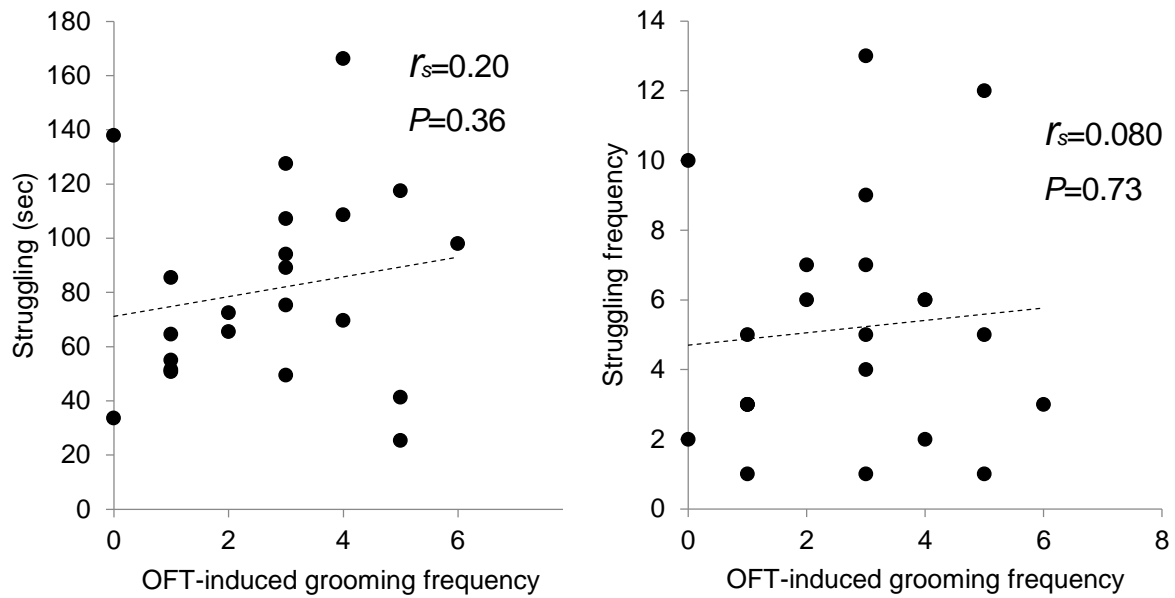 180
160
140
120
100
80
60
40
20
0
Struggling (sec)
rs=0.20
P=0.36
0 2 4 6
OFT-induced grooming frequency
14
12
10
8
6
4
2
0
Struggling frequency
rs=0.080
P=0.73
0 2 4 6 8
OFT-induced grooming frequency